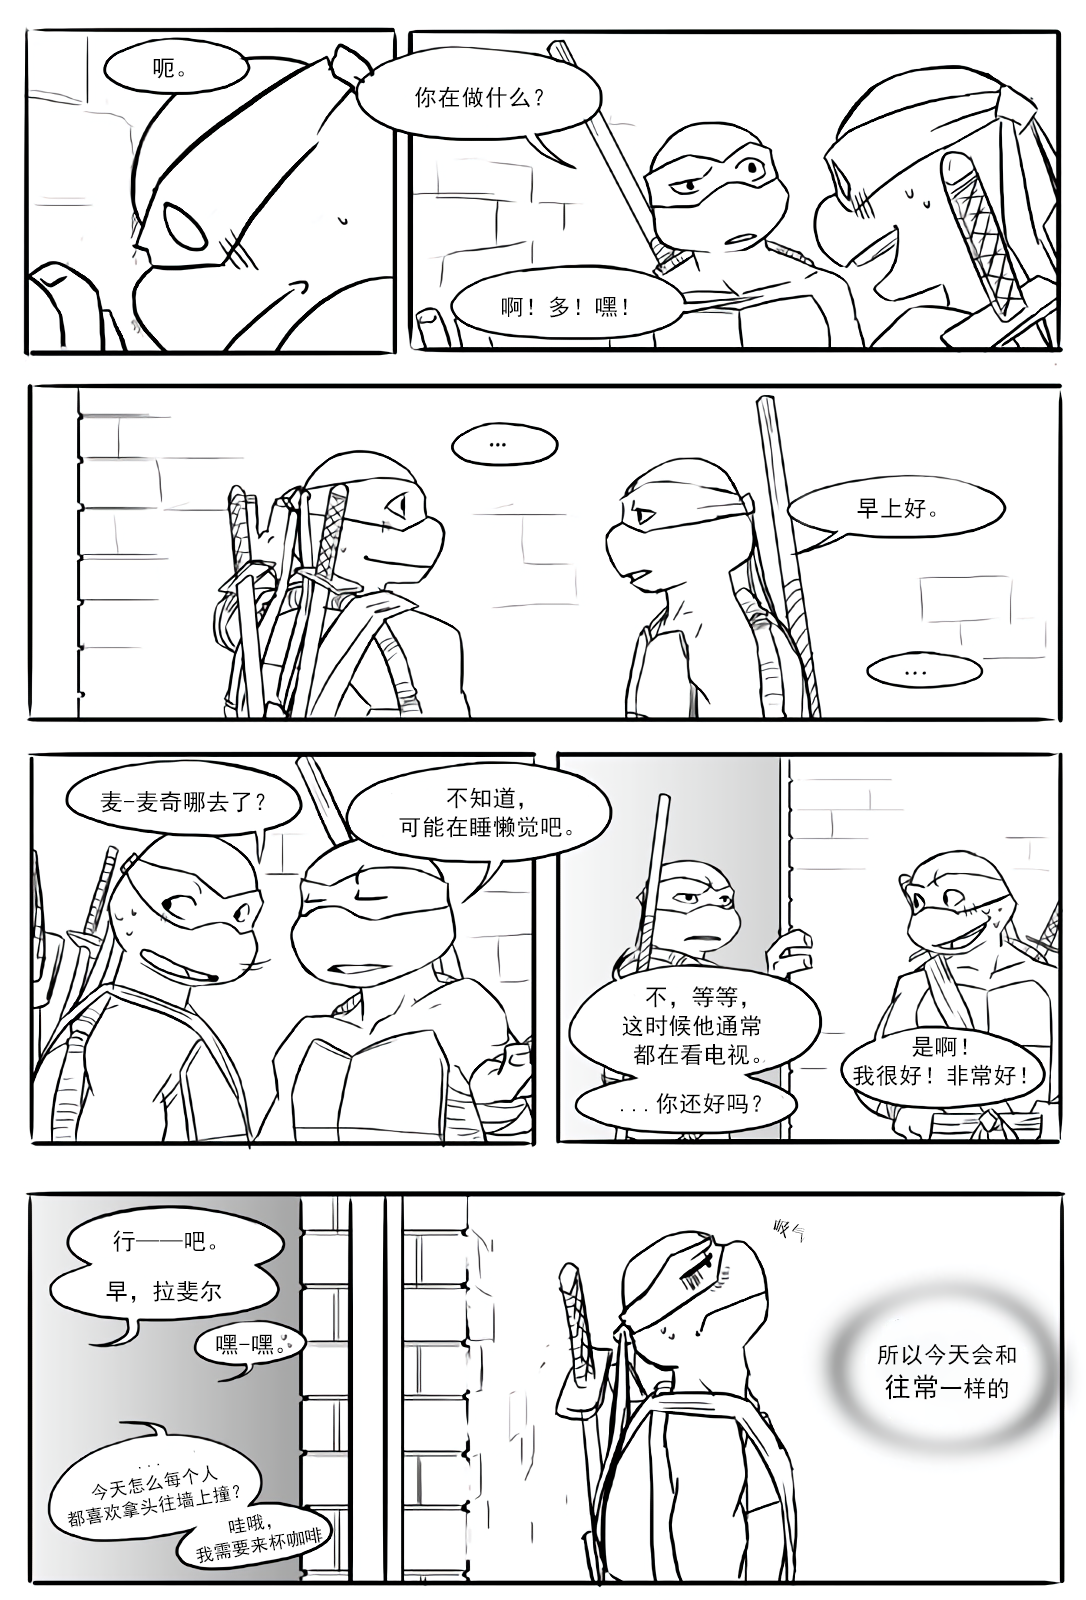 呃。
你在做什么？
啊！多！嘿！
...
早上好。
...
麦-麦奇哪去了？
不知道，
可能在睡懒觉吧。
不，等等，
这时候他通常
都在看电视。
...你还好吗？
是啊！
我很好！非常好！
行——吧。
早，拉斐尔
嘿-嘿。
吸气
所以今天会和
往常一样的
...
今天怎么每个人
都喜欢拿头往墙上撞？
哇哦，
我需要来杯咖啡